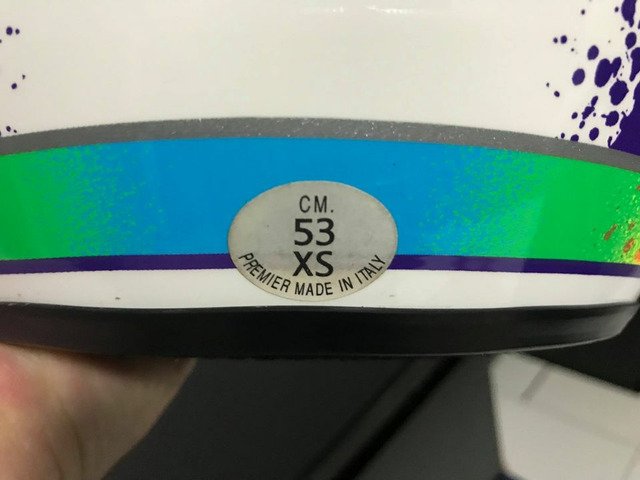 CM.
53
XS
PREMIER MADE IN ITALY